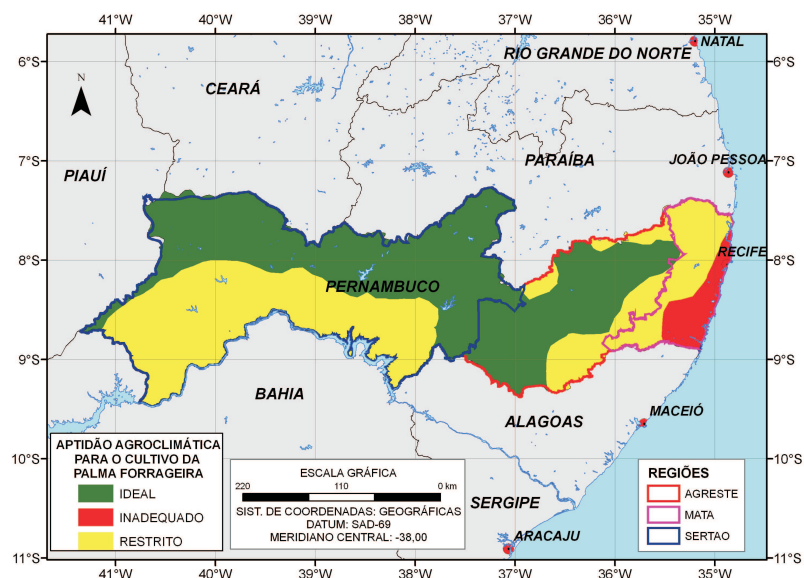 41°W 40°W 39°W 38°W 37°W 36°W 35°W
6°S
7°S
8°S
9°S
10°S
11°S
6°S
7°S
8°S
9°S
10°S
11°S
N
NATAL
RIO GRANDE DO NORTE
CEARÁ
PARAÍBA
JOÃO PESSOA
PIAUÍ
RECIFE
PERNAMBUCO
BAHIA
ALAGOAS
MACEIÓ
SERGIPE
ARACAJU
APTIDÃO AGROCLIMÁTICA
PARA O CULTIVO DA
PALMA FORRAGEIRA
IDEAL
INADEQUADO
RESTRITO
ESCALA GRÁFICA
220 110 0 km
SIST. DE COORDENADAS: GEOGRÁFICAS
DATUM: SAD-69
MERIDIANO CENTRAL: -38,00
REGIÕES
AGRESTE
MATA
SERTAO
41°W 40°W 39°W 38°W 37°W 36°W 35°W